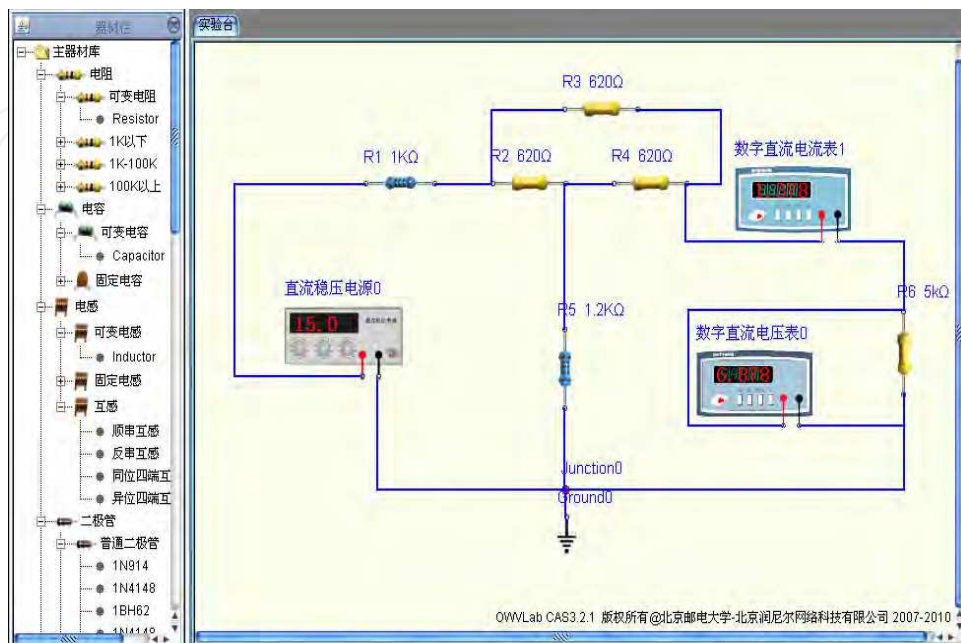 器材栏
主器材库
电阻
可变电阻
Resistor
1K以下
1K-100K
100K以上
电容
可变电容
Capacitor
固定电容
电感
可变电感
Inductor
固定电感
互感
顺串互感
反串互感
同位四端互
异位四端互
二极管
普通二极管
1N914
1N4148
1BH62
1N4149
实验台
R3 620Ω
R1 1KΩ
R2 620Ω
R4 620Ω
数字直流电流表1
直流稳压电源0
15.0
R5 1.2KΩ
R6 5kΩ
数字直流电压表0
6.878
Junction0
Ground0
OWVLab CAS3.2.1 版权所有@北京邮电大学-北京润尼尔网络科技有限公司 2007-2010